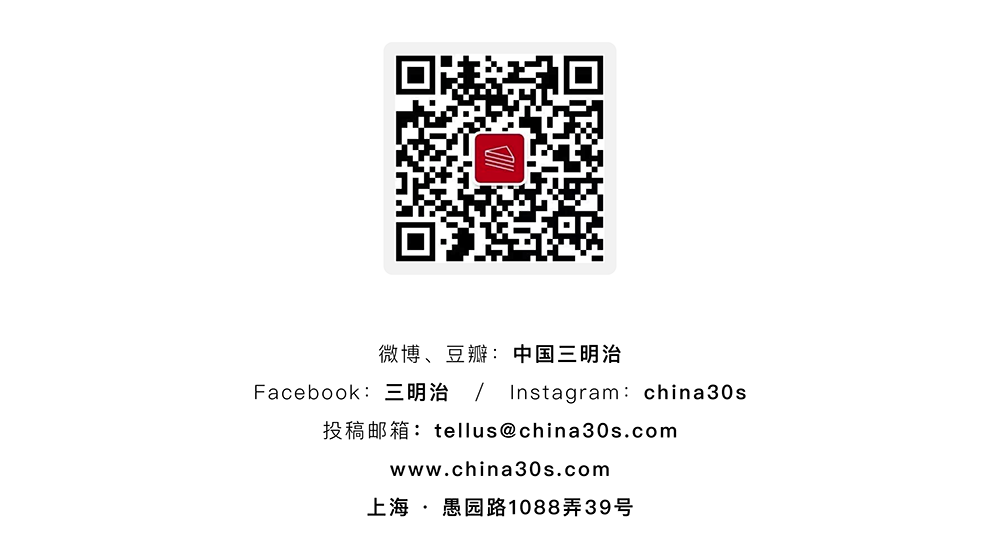 微博、豆瓣：中国三明治
Facebook：三明治 / Instagram：china30s
投稿邮箱：tellus@china30s.com
www.china30s.com
上海 · 愚园路1088弄39号